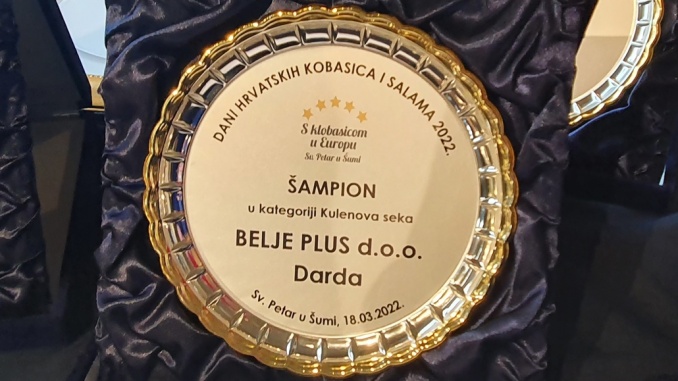 DANI HRVATSKIH KOBASICA I SALAMA 2022.
S klobasicom
u Europu
Sv. Petar u Šumi
ŠAMPION
u kategoriji Kulenova seka
BELJE PLUS d.o.o.
Darda
Sv. Petar u Šumi, 18.03.2022.